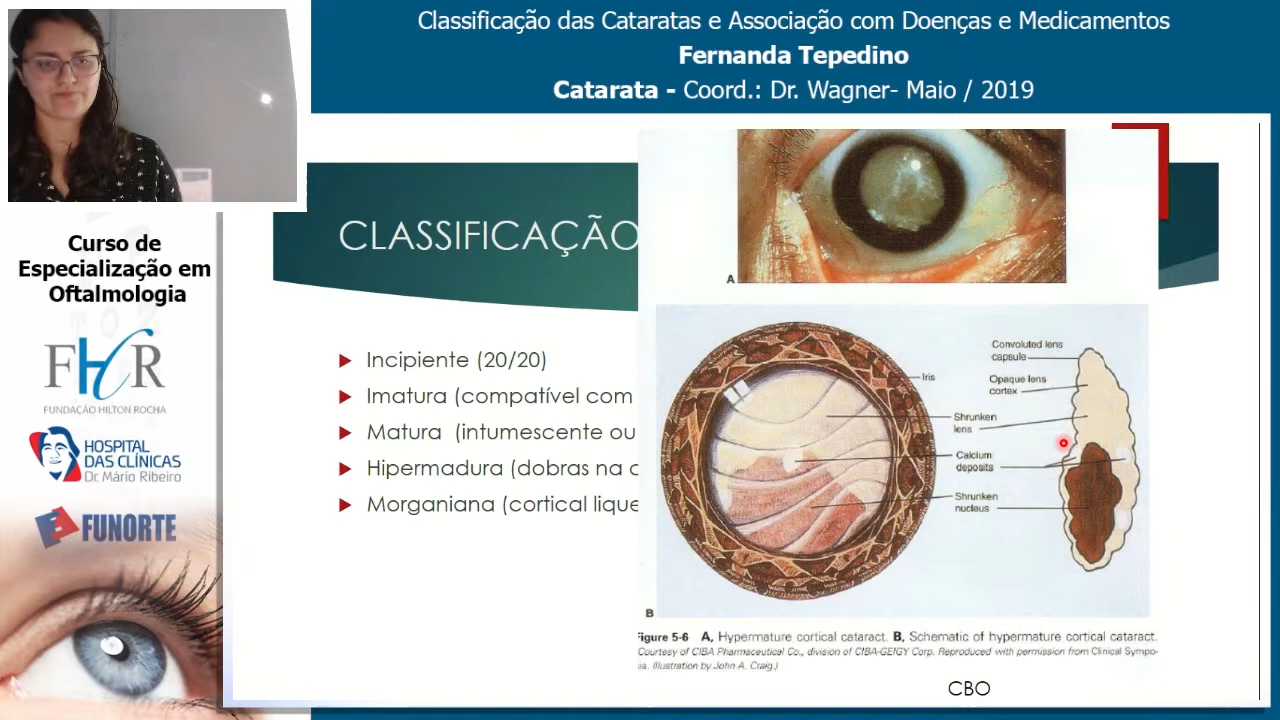 Classificação das Cataratas e Associação com Doenças e Medicamentos
Fernanda Tepedino
Catarata - Coord.: Dr. Wagner- Maio / 2019
Curso de
Especialização em
Oftalmologia
FHR
FUNDAÇÃO HILTON ROCHA
HOSPITAL
DAS CLÍNICAS
Dr. Mário Ribeiro
FUNORTE
CLASSIFICAÇÃO
Incipiente (20/20)
Imatura (compatível com
Matura (intumescente ou
Hipermadura (dobras na c
Morganiana (cortical lique
A
Convoluted lens
capsule
Opaque lens
cortex
Iris
Shrunken
lens
Calcium
deposits
Shrunken
nucleus
B
igure 5-6 A, Hypermature cortical cataract. B, Schematic of hypermature cortical cataract.
Courtesy of CIBA Pharmaceutical Co., division of CIBA-GEIGY Corp. Reproduced with permission from Clinical Sympo-
ia. Illustration by John A. Craig.)
CBO